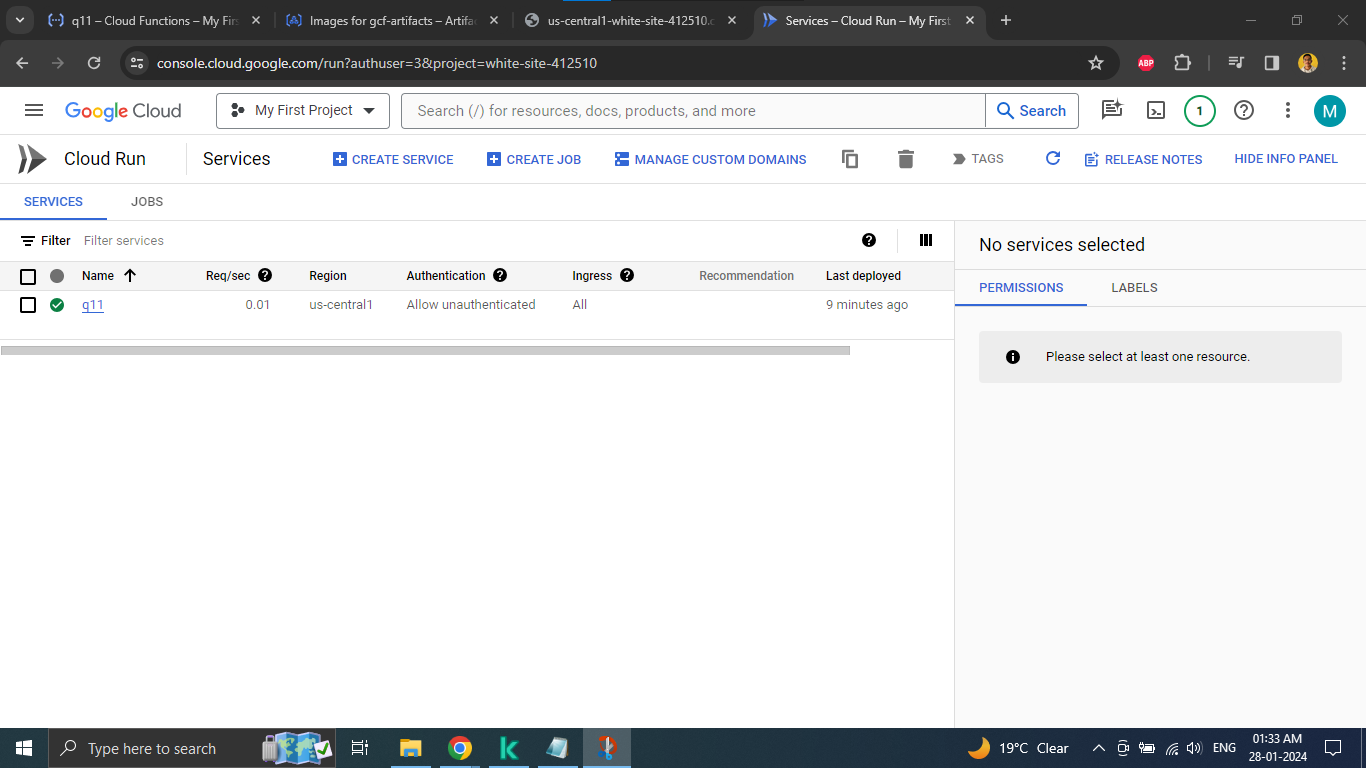 q11 – Cloud Functions – My Firs
Images for gcf-artifacts – Artifac
us-central1-white-site-412510.c
Services – Cloud Run – My First
console.cloud.google.com/run?authuser=3&project=white-site-412510
ABP
Google Cloud
My First Project
Search (/) for resources, docs, products, and more
Search
1
M
Cloud Run
Services
CREATE SERVICE
CREATE JOB
MANAGE CUSTOM DOMAINS
TAGS
RELEASE NOTES
HIDE INFO PANEL
SERVICES
JOBS
Filter
Filter services
Name
Req/sec
Region
Authentication
Ingress
Recommendation
Last deployed
q11
0.01
us-central1
Allow unauthenticated
All
9 minutes ago
No services selected
PERMISSIONS
LABELS
Please select at least one resource.
Type here to search
19°C Clear
ENG
01:33 AM
28-01-2024